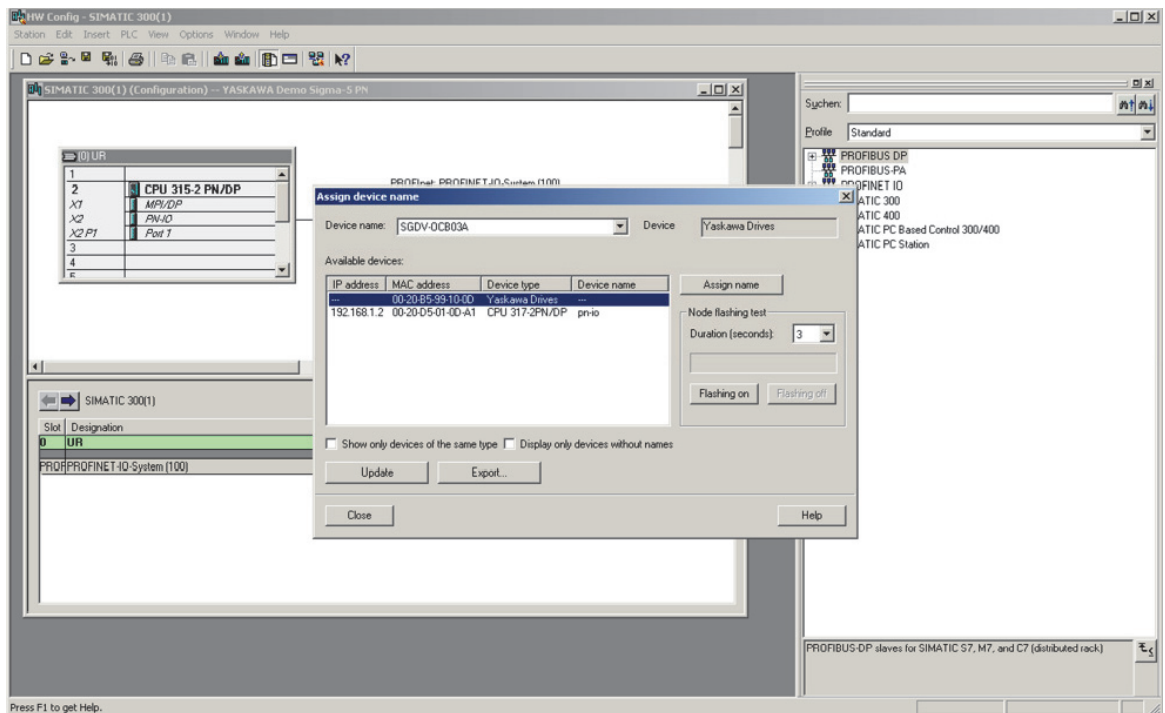 HW Config - SIMATIC 300(1)
Station Edit Insert PLC View Options Window Help
SIMATIC 300(1) (Configuration) -- YASKAWA Demo Sigma-5 PN
(0) UR
1
2 CPU 315-2 PN/DP
X1 MPI/DP
X2 PN-IO
X2 P1 Port 1
3
4
5
PROFInet: PROFINET-IO-System (100)
Suchen:
Profile Standard
PROFIBUS DP
PROFIBUS-PA
PROFINET IO
ATIC 300
ATIC 400
ATIC PC Based Control 300/400
ATIC PC Station
Assign device name
Device name: SGDV-OCB03A Device Yaskawa Drives
Available devices:
IP address MAC address Device type Device name
--- 00-20-B5-99-10-0D Yaskawa Drives ---
192.168.1.2 00-20-D5-01-0D-A1 CPU 317-2PN/DP pn-io
Assign name
Node flashing test
Duration (seconds): 3
Flashing on Flashing off
Show only devices of the same type Display only devices without names
Update Export...
Close Help
SIMATIC 300(1)
Slot Designation
0 UR
PROF PROFINET-IO-System (100)
PROFIBUS-DP slaves for SIMATIC S7, M7, and C7 (distributed rack)
Press F1 to get Help.